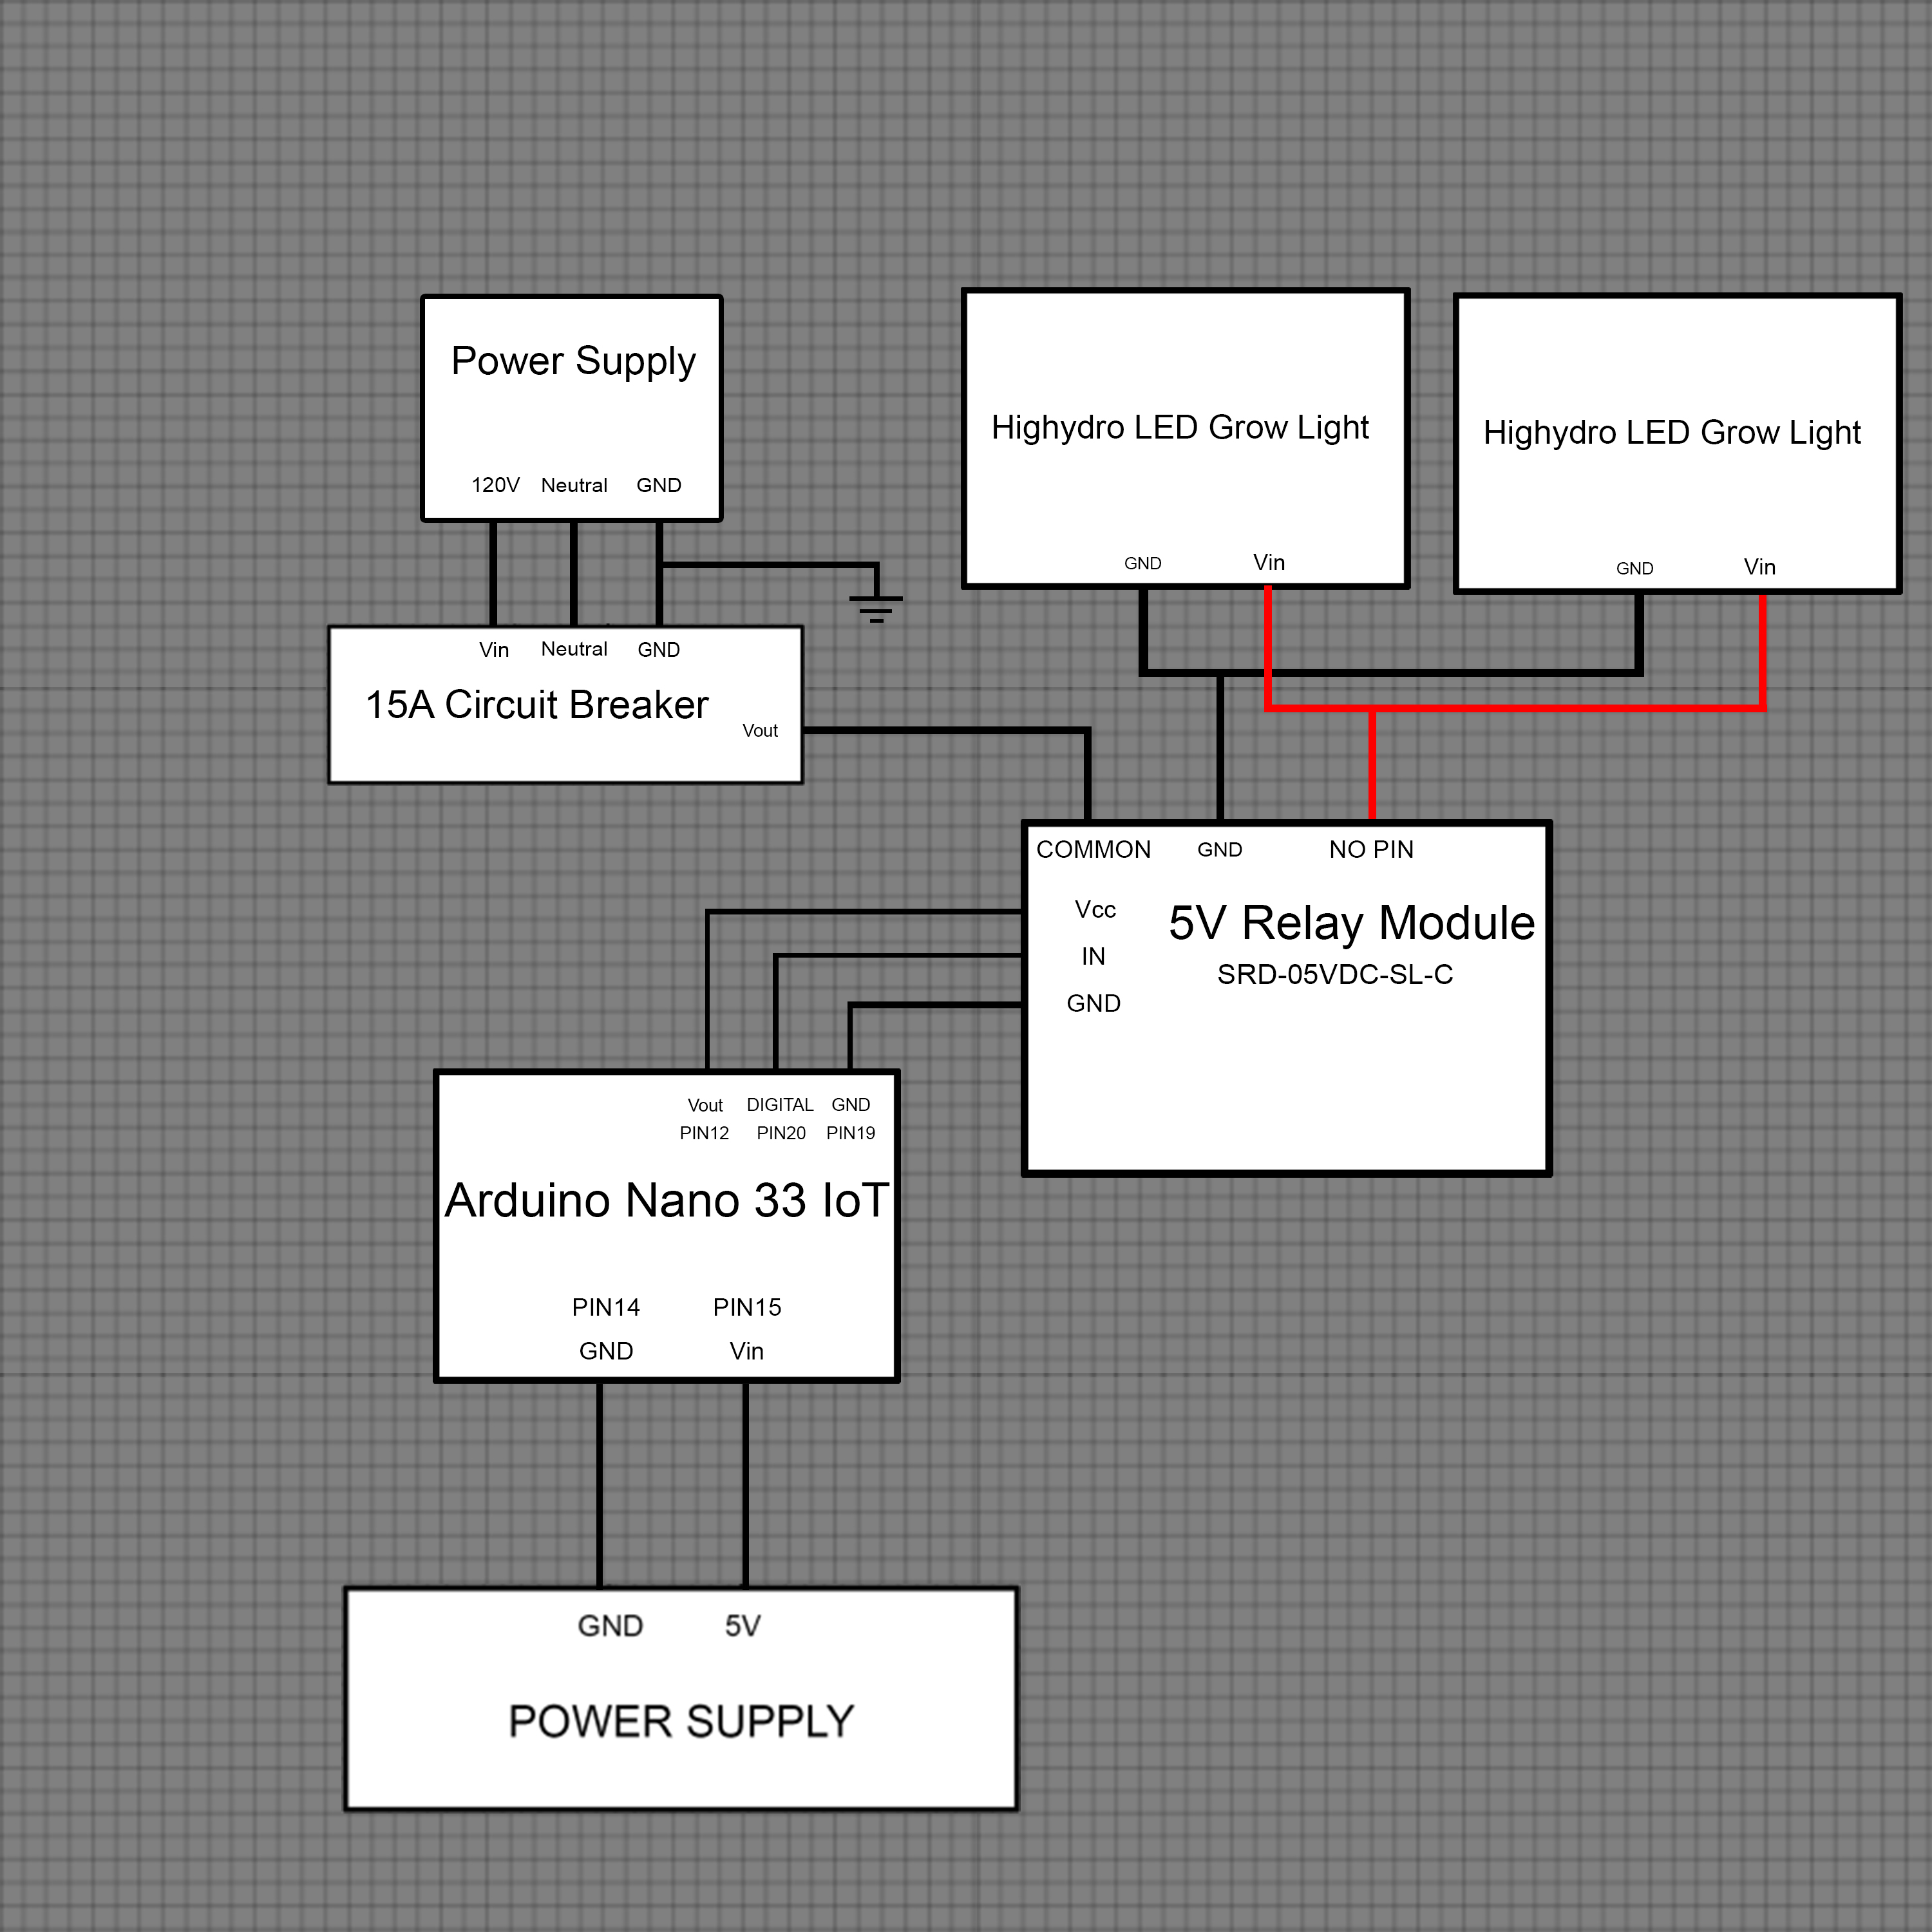 Power Supply
120V Neutral GND
Vin Neutral GND
15A Circuit Breaker
Vout
Highydro LED Grow Light
GND Vin
Highydro LED Grow Light
GND Vin
COMMON GND NO PIN
Vcc
5V Relay Module
IN
SRD-05VDC-SL-C
GND
Vout DIGITAL GND
PIN12 PIN20 PIN19
Arduino Nano 33 IoT
PIN14 PIN15
GND Vin
GND 5V
POWER SUPPLY